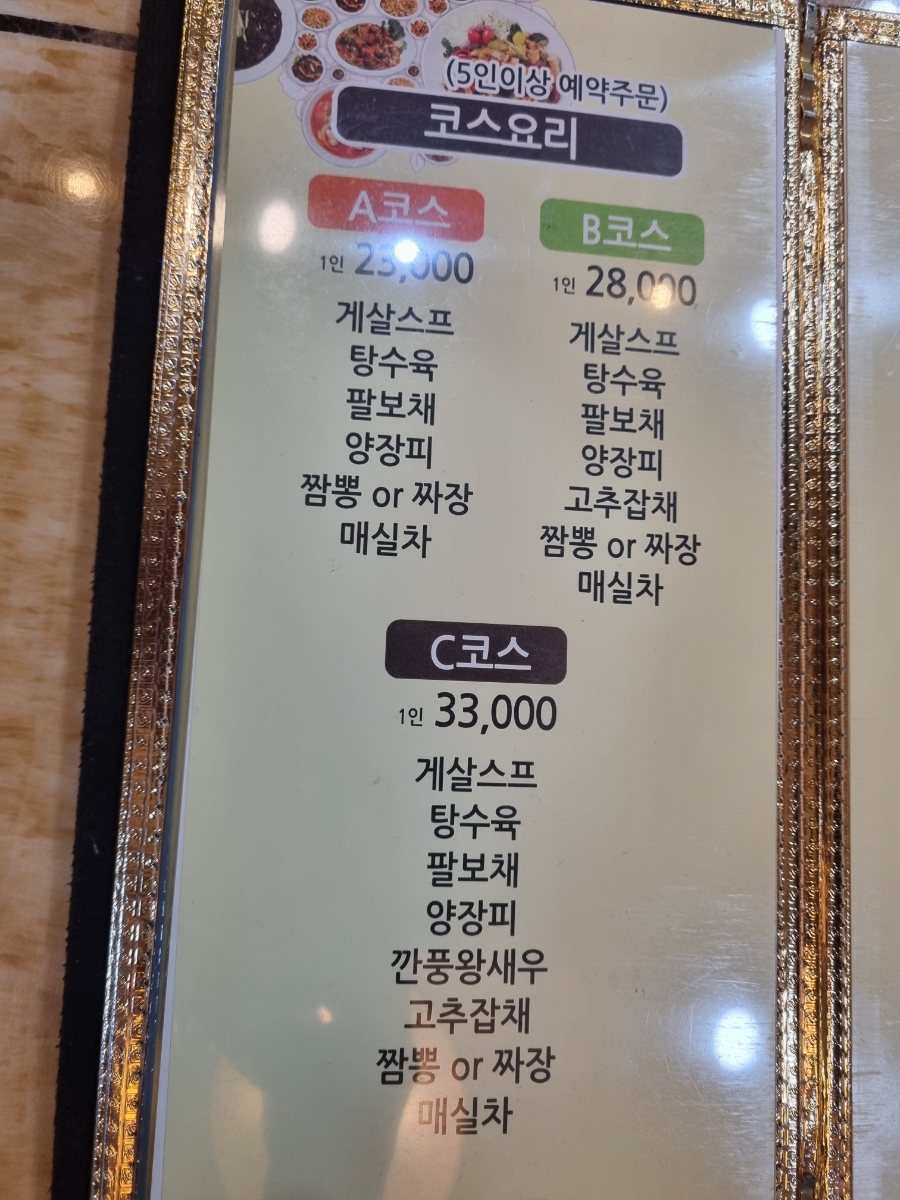 (5인이상 예약주문)
코스요리
A코스
1인 23,000
게살스프
탕수육
팔보채
양장피
짬뽕 or 짜장
매실차
B코스
1인 28,000
게살스프
탕수육
팔보채
양장피
고추잡채
짬뽕 or 짜장
매실차
C코스
1인 33,000
게살스프
탕수육
팔보채
양장피
깐풍왕새우
고추잡채
짬뽕 or 짜장
매실차